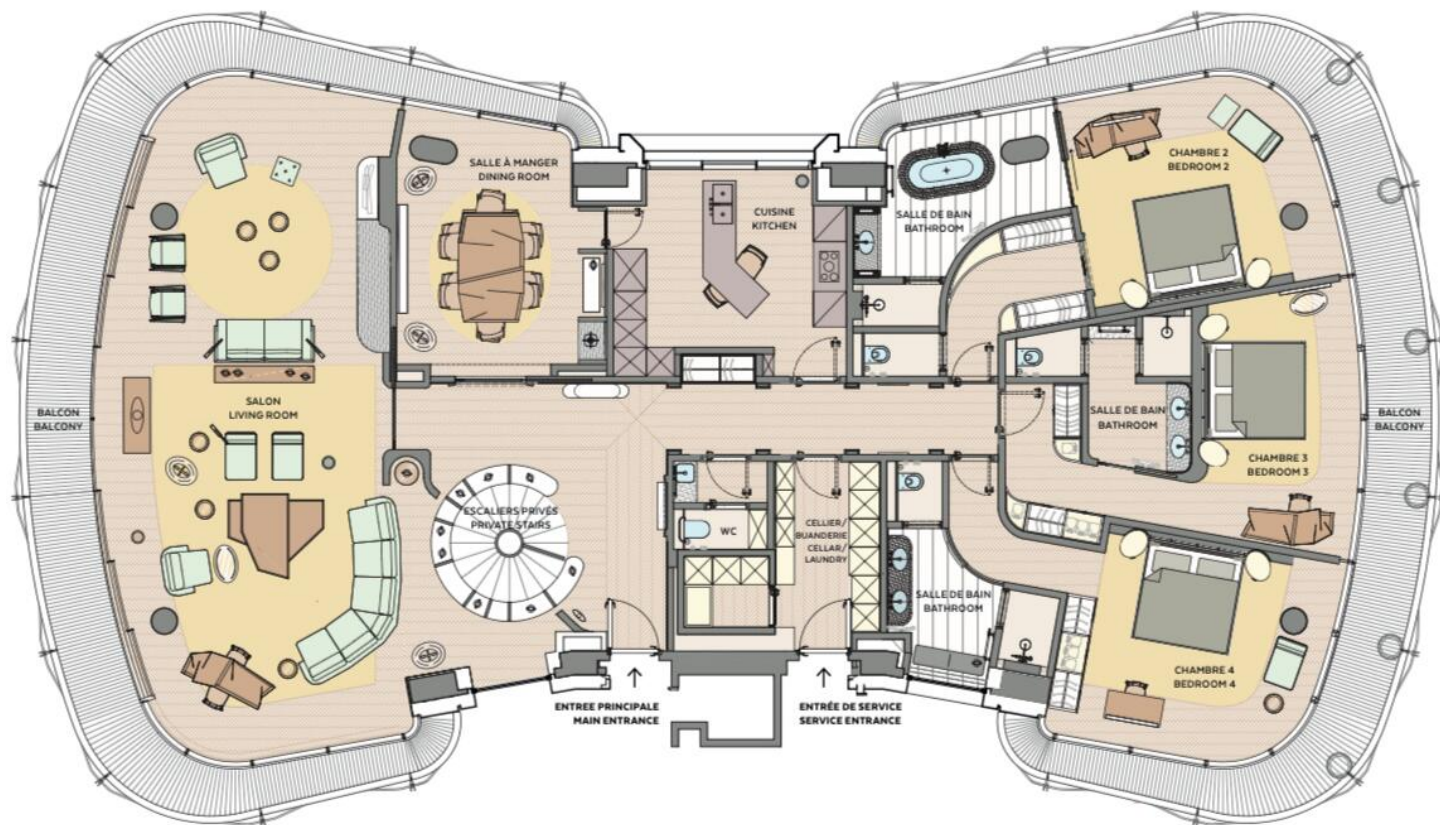 SALLE À MANGER
DINING ROOM
CUISINE
KITCHEN
SALLE DE BAIN
BATHROOM
CHAMBRE 2
BEDROOM 2
BALCON
BALCONY
SALON
LIVING ROOM
SALLE DE BAIN
BATHROOM
CHAMBRE 3
BEDROOM 3
BALCON
BALCONY
ESCALIERS PRIVÉS
PRIVATE STAIRS
WC
CELLIER/
BUANDERIE
CELLAR/
LAUNDRY
SALLE DE BAIN
BATHROOM
CHAMBRE 4
BEDROOM 4
ENTREE PRINCIPALE
MAIN ENTRANCE
ENTRÉE DE SERVICE
SERVICE ENTRANCE